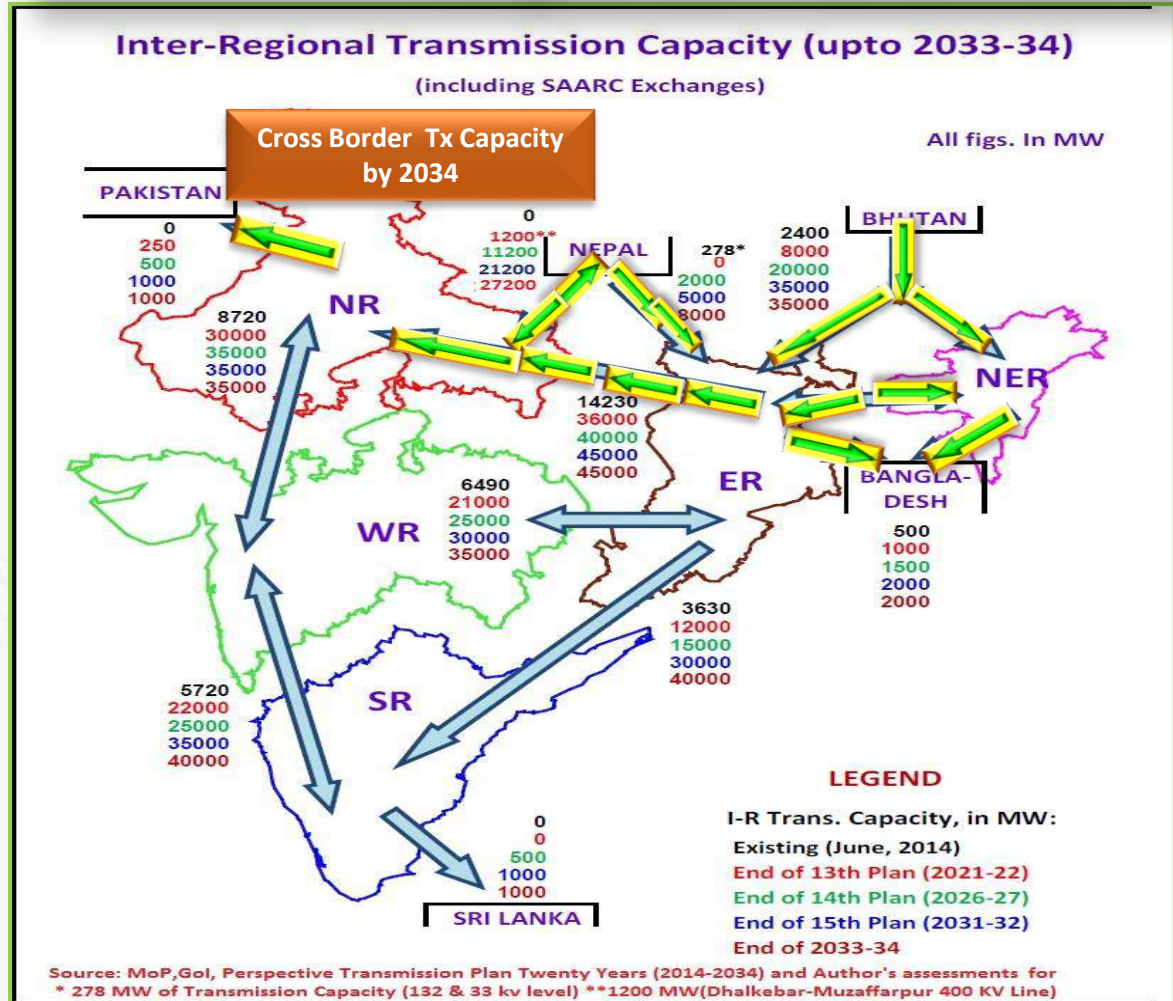 Inter-Regional Transmission Capacity (upto 2033-34)
(including SAARC Exchanges)
Cross Border Tx Capacity
by 2034
All figs. In MW
PAKISTAN
0
250
500
1000
1000
0
1200**
11200
21200
27200
NEPAL
278*
0
2000
5000
8000
2400
8000
20000
35000
35000
BHUTAN
NR
8720
30000
35000
35000
35000
NER
14230
36000
40000
45000
45000
ER
BANGLA-
DESH
500
1000
1500
2000
2000
WR
6490
21000
25000
30000
35000
3630
12000
15000
30000
40000
SR
5720
22000
25000
35000
40000
0
0
500
1000
1000
SRI LANKA
LEGEND
I-R Trans. Capacity, in MW:
Existing (June, 2014)
End of 13th Plan (2021-22)
End of 14th Plan (2026-27)
End of 15th Plan (2031-32)
End of 2033-34
Source: MoP,GoI, Perspective Transmission Plan Twenty Years (2014-2034) and Author's assessments for
* 278 MW of Transmission Capacity (132 & 33 kv level) **1200 MW(Dhalkebar-Muzaffarpur 400 KV Line)